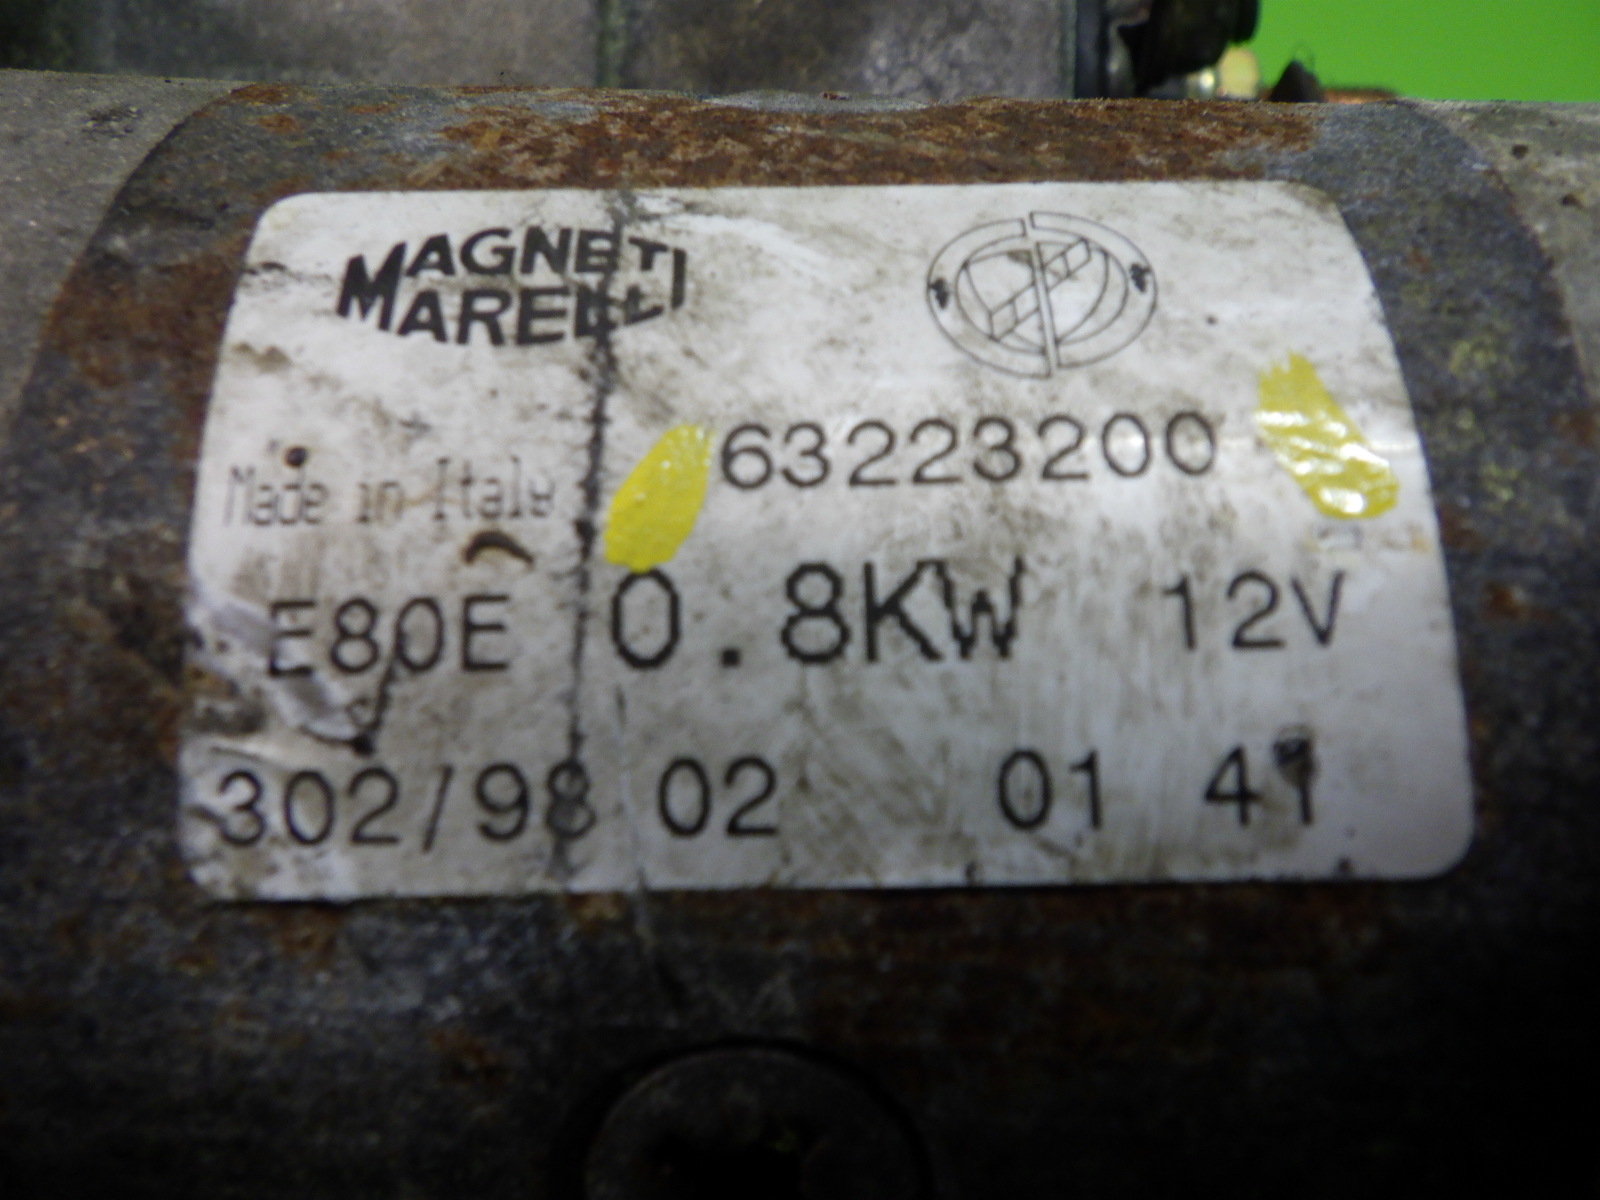 MAGNETI
MARELLI
63223200
Made in Italy
E80E 0.8KW 12V
302/98 02 01 41